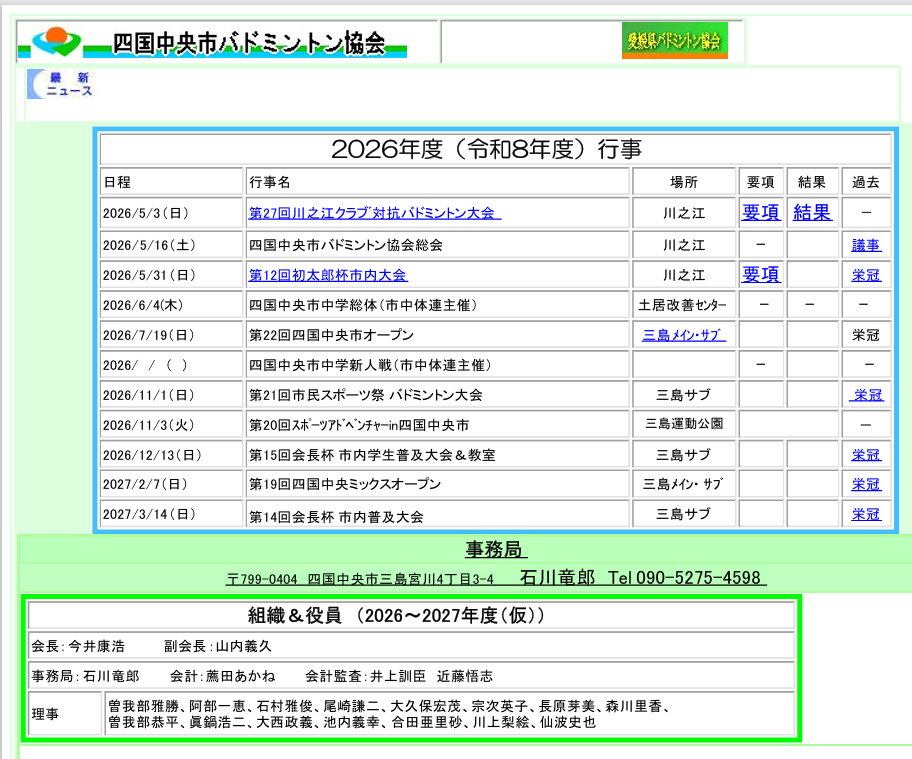 四国中央市バドミントン協会
愛媛県バドミントン協会
最 新
ニュース
2026年度（令和8年度）行事
日程 行事名 場所 要項 結果 過去
2026/5/3(日) 第27回川之江クラブ対抗バドミントン大会 川之江 要項 結果 －
2026/5/16(土) 四国中央市バドミントン協会総会 川之江 － 議事
2026/5/31(日) 第12回初太郎杯市内大会 川之江 要項 栄冠
2026/6/4(木) 四国中央市中学総体(市中体連主催) 土居改善ｾﾝﾀｰ － － －
2026/7/19(日) 第22回四国中央市オープン 三島ﾒｲﾝ・ｻﾌﾞ 栄冠
2026/ / ( ) 四国中央市中学新人戦(市中体連主催) － －
2026/11/1(日) 第21回市民スポーツ祭 バドミントン大会 三島サブ 栄冠
2026/11/3(火) 第20回ｽﾎﾟｰﾂｱﾄﾞﾍﾞﾝﾁｬｰin四国中央市 三島運動公園 －
2026/12/13(日) 第15回会長杯 市内学生普及大会＆教室 三島サブ 栄冠
2027/2/7(日) 第19回四国中央ミックスオープン 三島ﾒｲﾝ・ｻﾌﾞ 栄冠
2027/3/14(日) 第14回会長杯 市内普及大会 三島サブ 栄冠
事務局
〒799-0404 四国中央市三島宮川4丁目3-4 石川竜郎 Tel 090-5275-4598
組織＆役員 （2026～2027年度(仮)）
会長：今井康浩 副会長：山内義久
事務局：石川竜郎 会計：薦田あかね 会計監査：井上訓臣 近藤悟志
理事 曽我部雅勝、阿部一恵、石村雅俊、尾崎謙二、大久保宏茂、宗次英子、長原芽美、森川里香、
曽我部恭平、眞鍋浩二、大西政義、池内義幸、合田亜里砂、川上梨絵、仙波史也